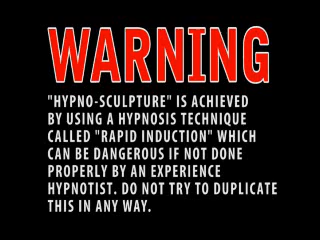 WARNING
"HYPNO-SCULPTURE" IS ACHIEVED
BY USING A HYPNOSIS TECHNIQUE
CALLED "RAPID INDUCTION" WHICH
CAN BE DANGEROUS IF NOT DONE
PROPERLY BY AN EXPERIENCE
HYPNOTIST. DO NOT TRY TO DUPLICATE
THIS IN ANY WAY.